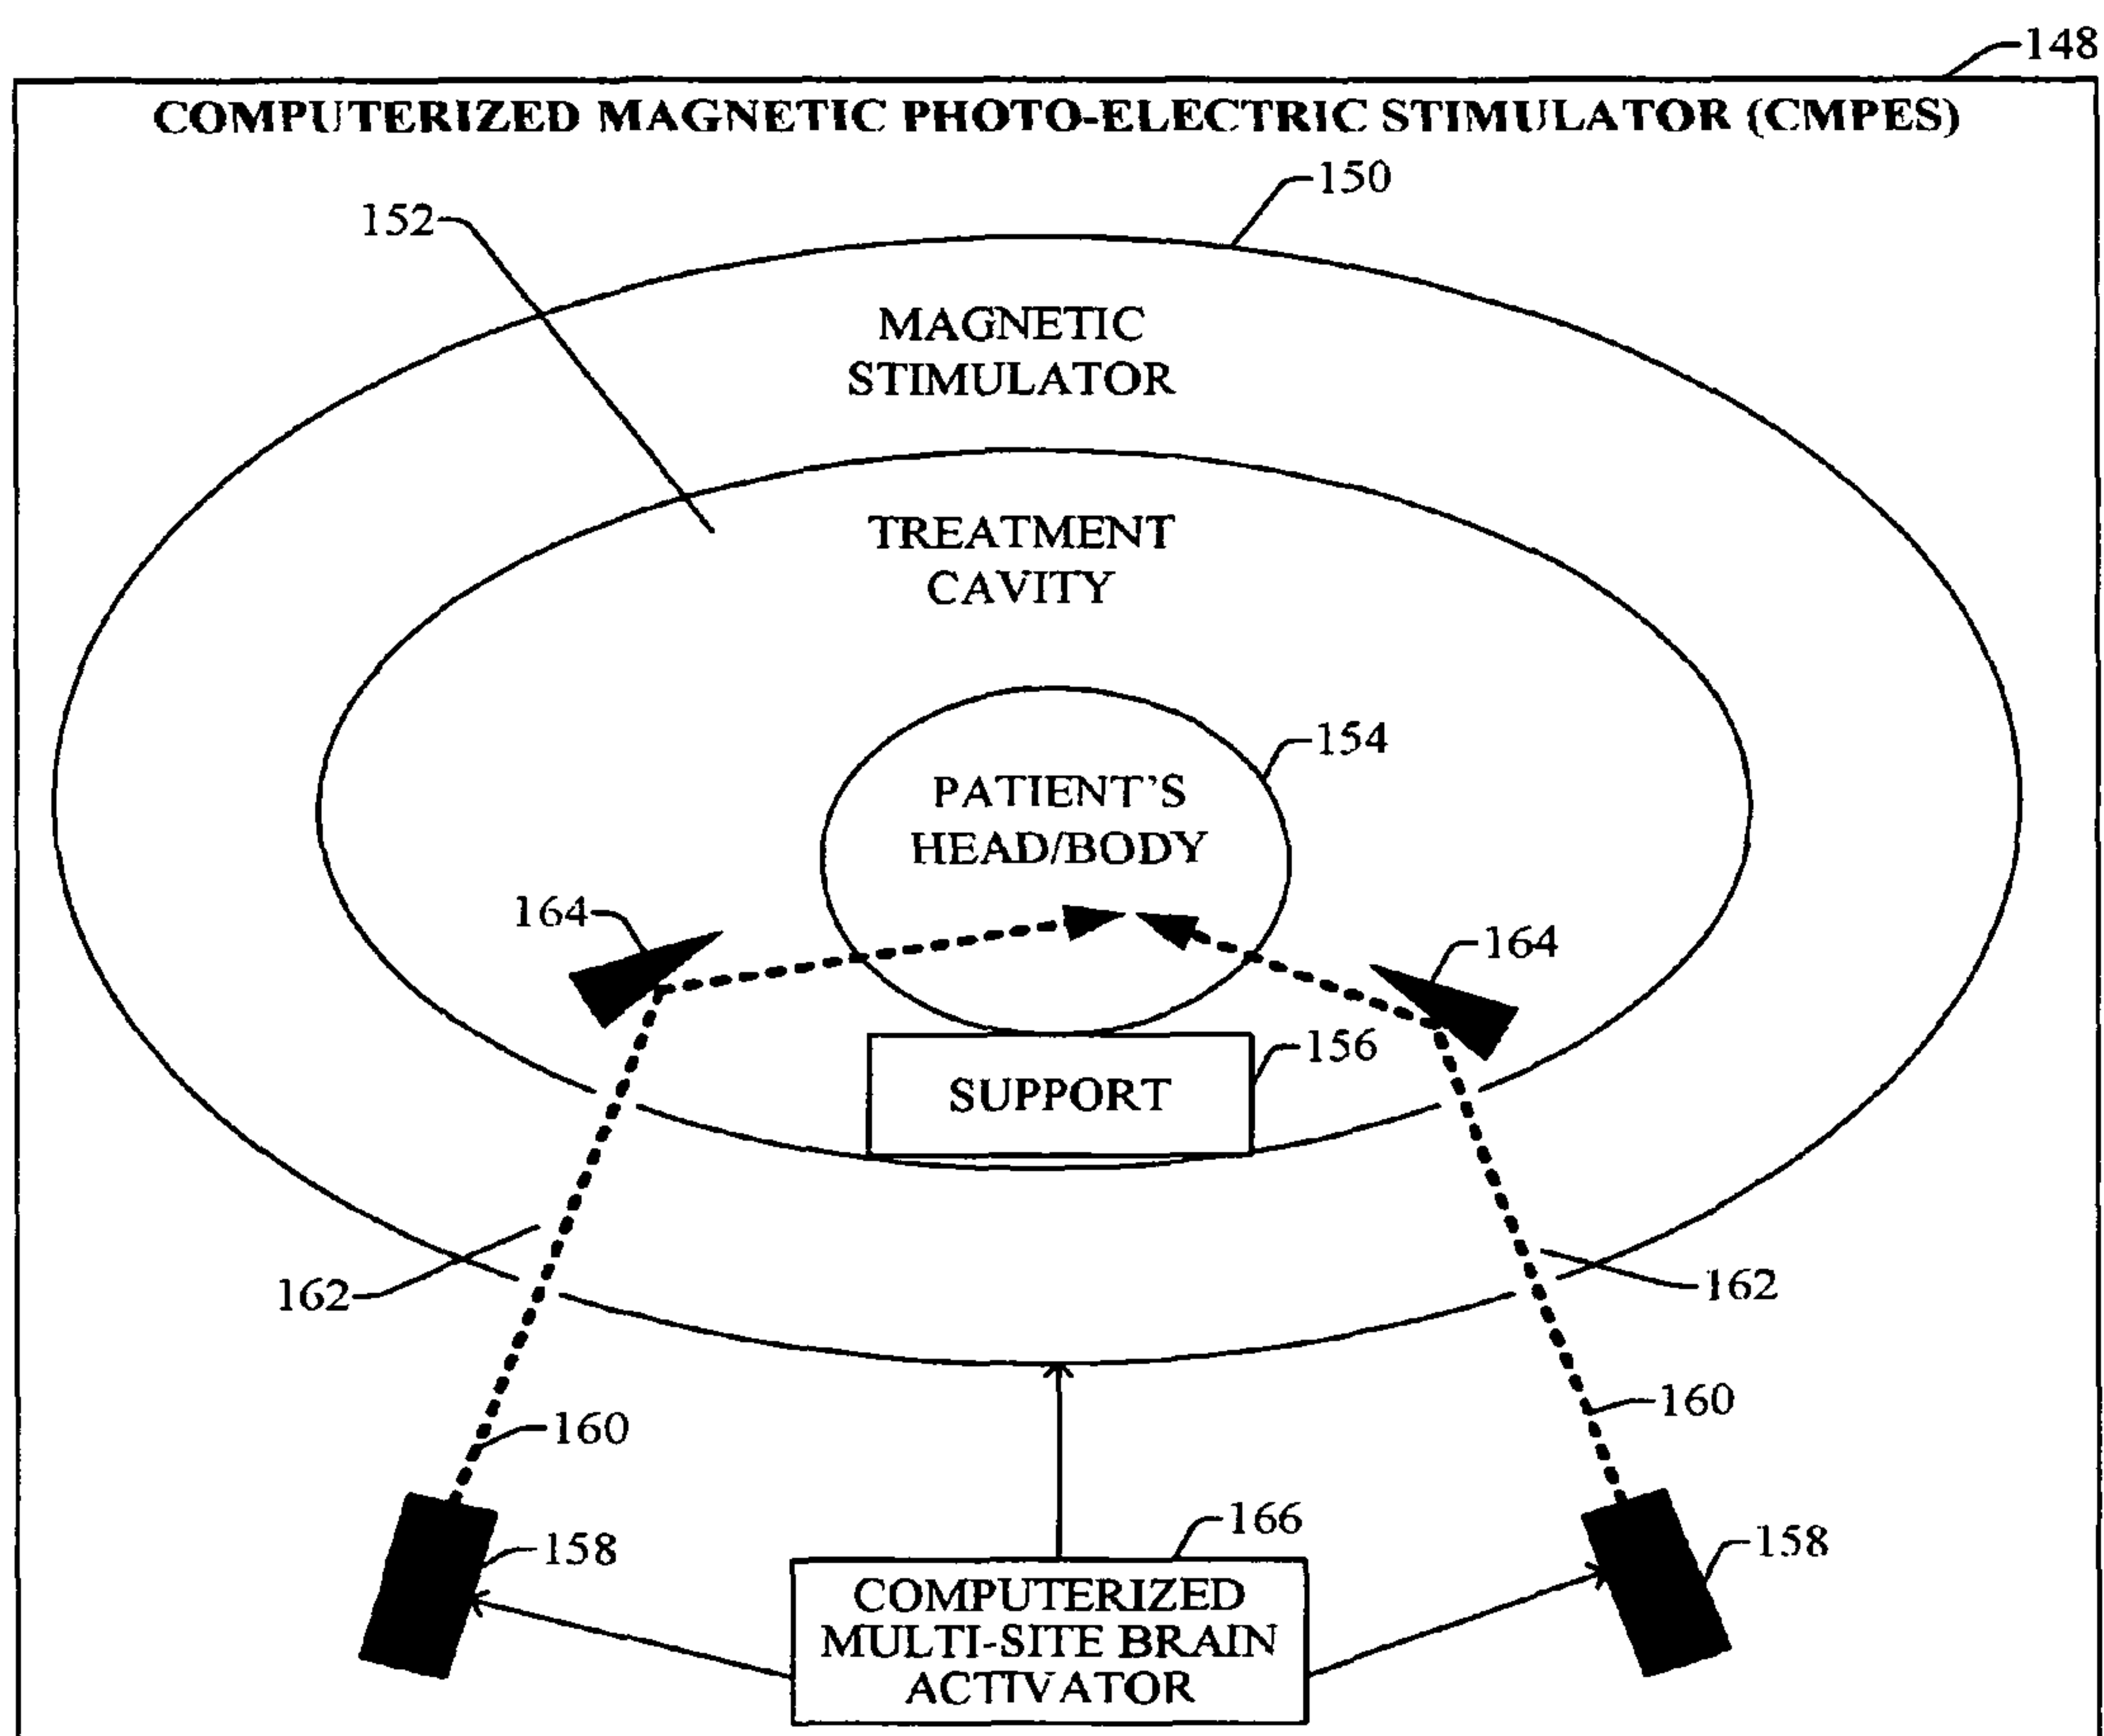 148
COMPUTERIZED MAGNETIC PHOTO-ELECTRIC STIMULATOR (CMPES)
150
152
MAGNETIC
STIMULATOR
TREATMENT
CAVITY
154
PATIENT'S
HEAD/BODY
164
164
156
SUPPORT
162
162
160
160
166
158
158
COMPUTERIZED
MULTI-SITE BRAIN
ACTIVATOR